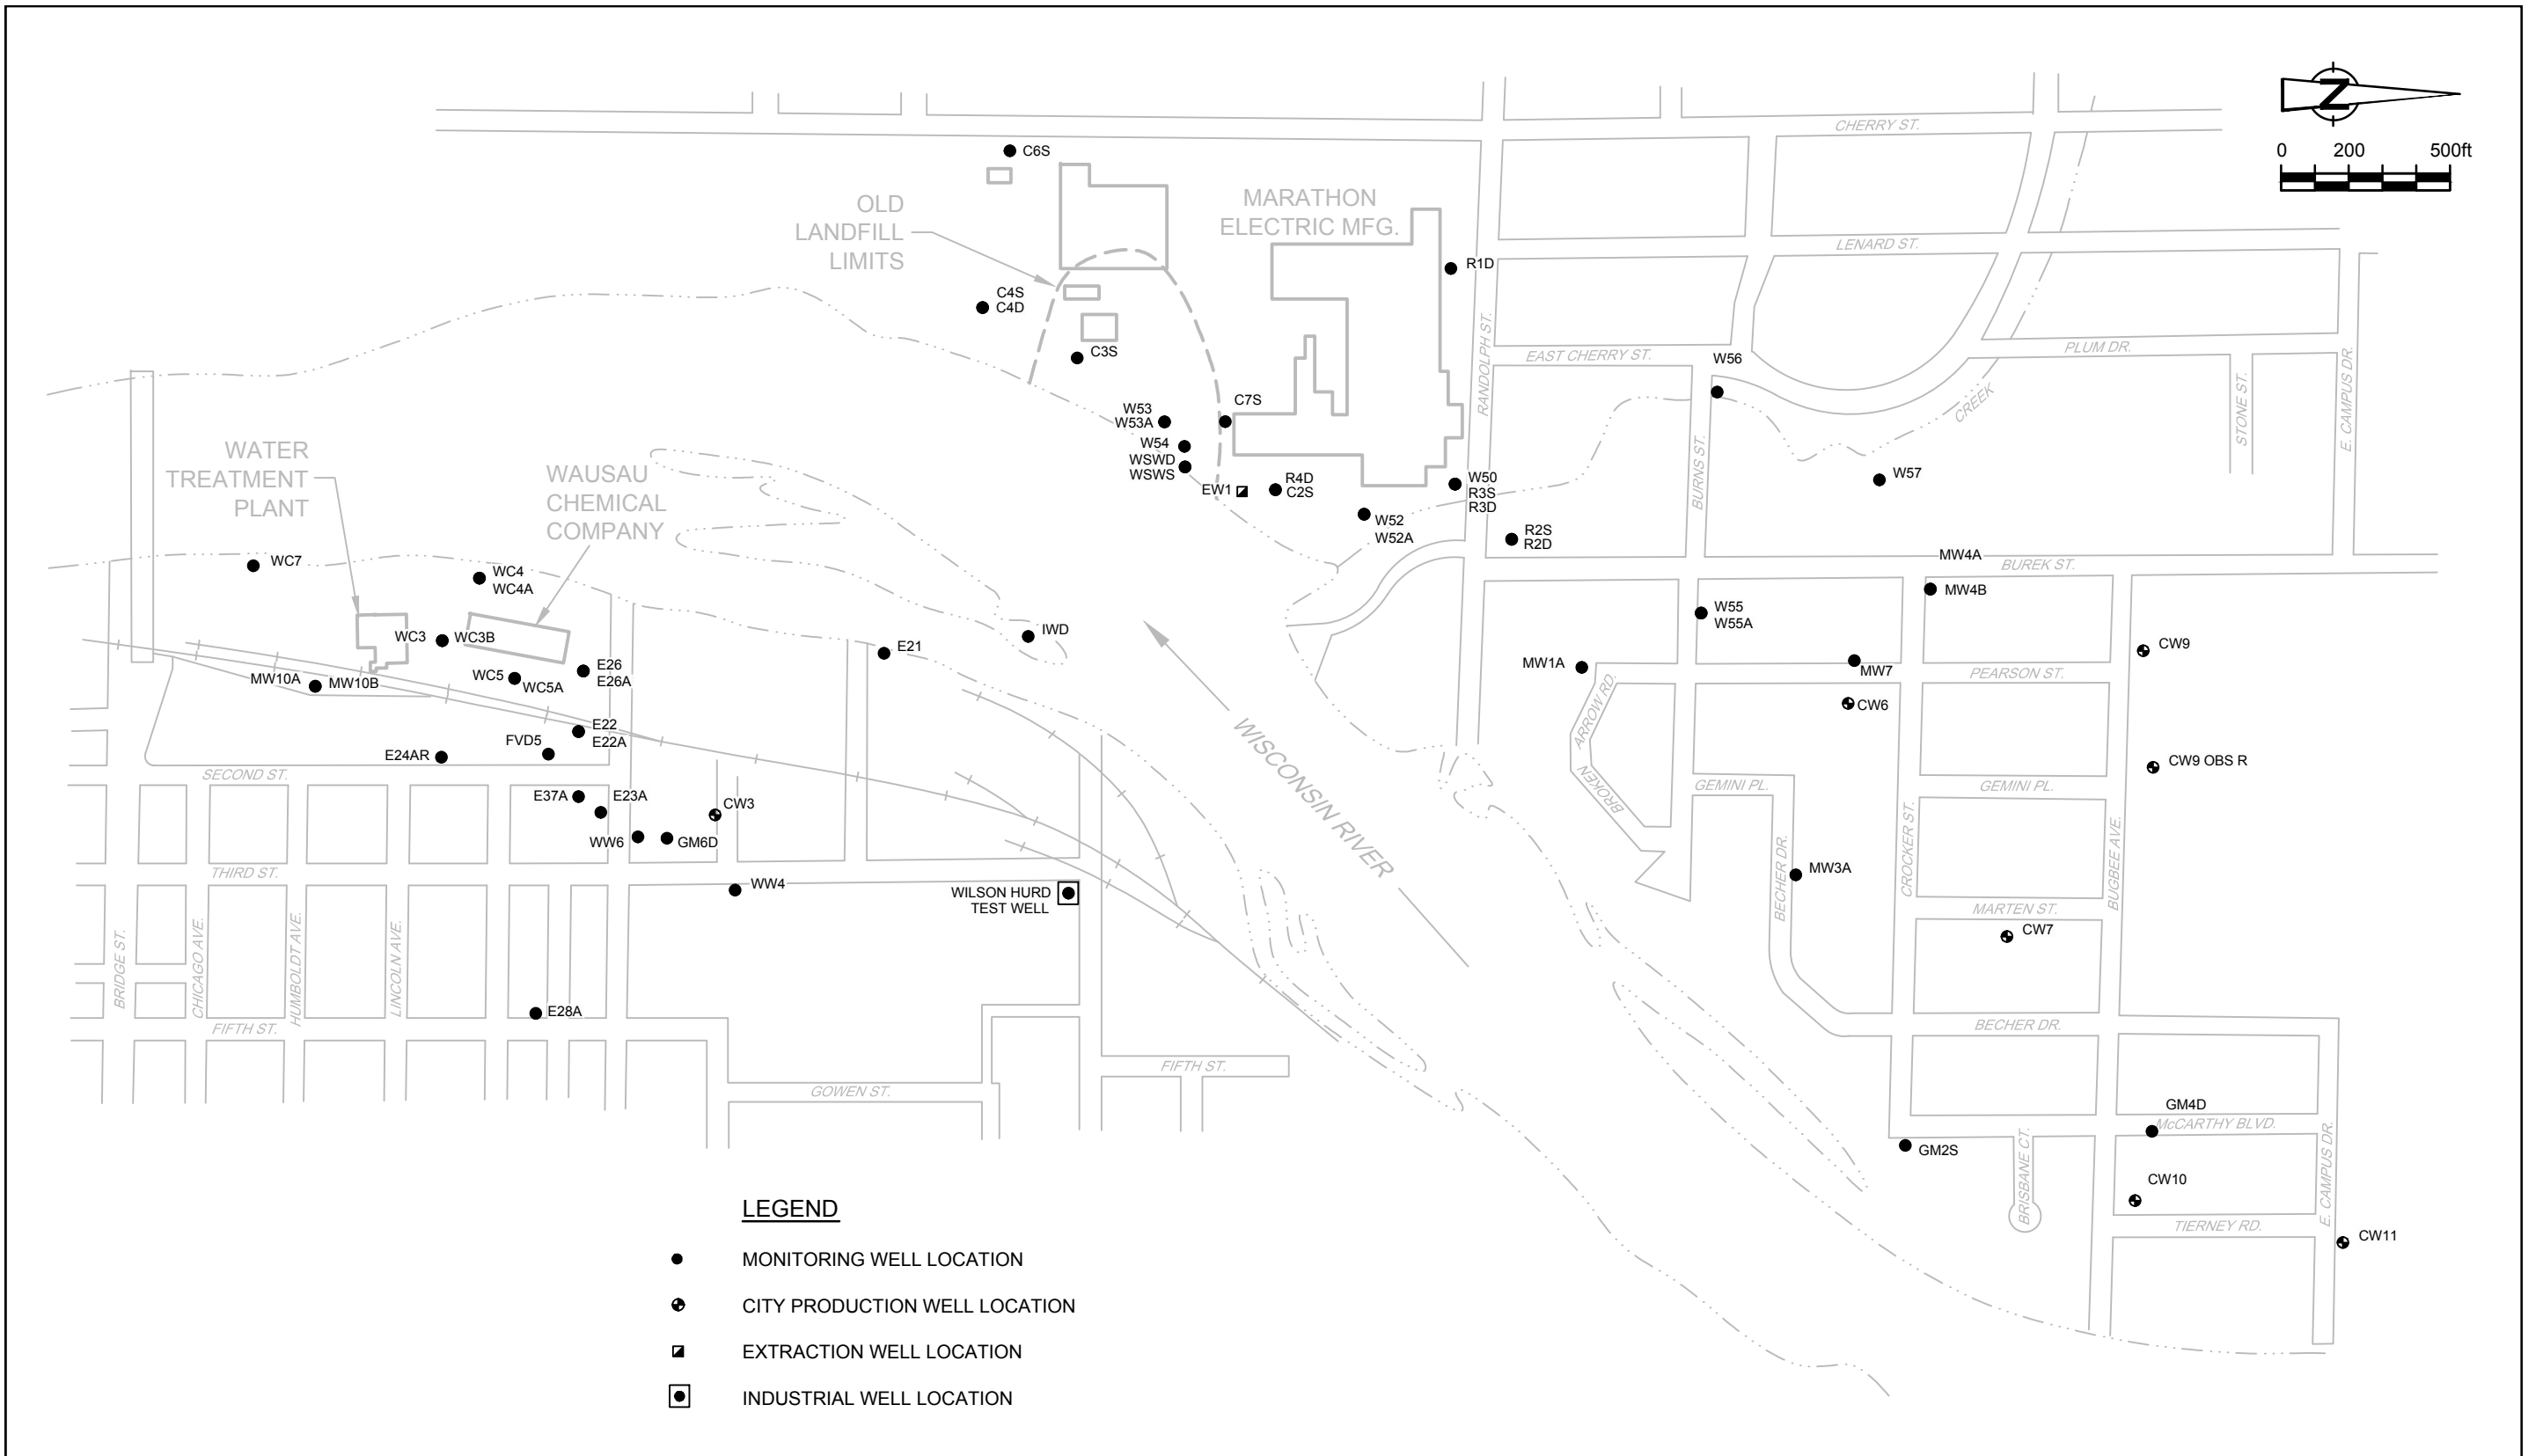 CHERRY ST.
N
0 200 500ft
C6S
MARATHON
ELECTRIC MFG.
OLD
LANDFILL
LIMITS
LENARD ST.
R1D
C4S
C4D
C3S
RANDOLPH ST.
EAST CHERRY ST.
W56
PLUM DR.
STONE ST.
E. CAMPUS DR.
CREEK
C7S
W53
W53A
W54
WSWD
WSWS
EW1
R4D
C2S
W50
R3S
R3D
W52
W52A
R2S
R2D
BURNS ST.
W57
WATER
TREATMENT
PLANT
WAUSAU
CHEMICAL
COMPANY
WC7
WC4
WC4A
MW4A
BUREK ST.
MW4B
WC3
WC3B
IWD
E21
W55
W55A
CW9
MW1A
MW7
PEARSON ST.
MW10A
MW10B
WC5
WC5A
E26
E26A
CW6
ARROW RD.
BROKEN
E22
E22A
FVD5
E24AR
SECOND ST.
CW9 OBS R
GEMINI PL.
GEMINI PL.
E37A
E23A
CW3
WW6
GM6D
WISCONSIN RIVER
THIRD ST.
WW4
WILSON HURD
TEST WELL
MW3A
BECHER DR.
CROCKER ST.
BUGBEE AVE.
MARTEN ST.
CW7
BRIDGE ST.
CHICAGO AVE.
HUMBOLDT AVE.
LINCOLN AVE.
E28A
FIFTH ST.
BECHER DR.
FIFTH ST.
GOWEN ST.
GM4D
McCARTHY BLVD.
GM2S
BRISBANE CT.
E. CAMPUS DR.
CW10
TIERNEY RD.
CW11
LEGEND
MONITORING WELL LOCATION
CITY PRODUCTION WELL LOCATION
EXTRACTION WELL LOCATION
INDUSTRIAL WELL LOCATION